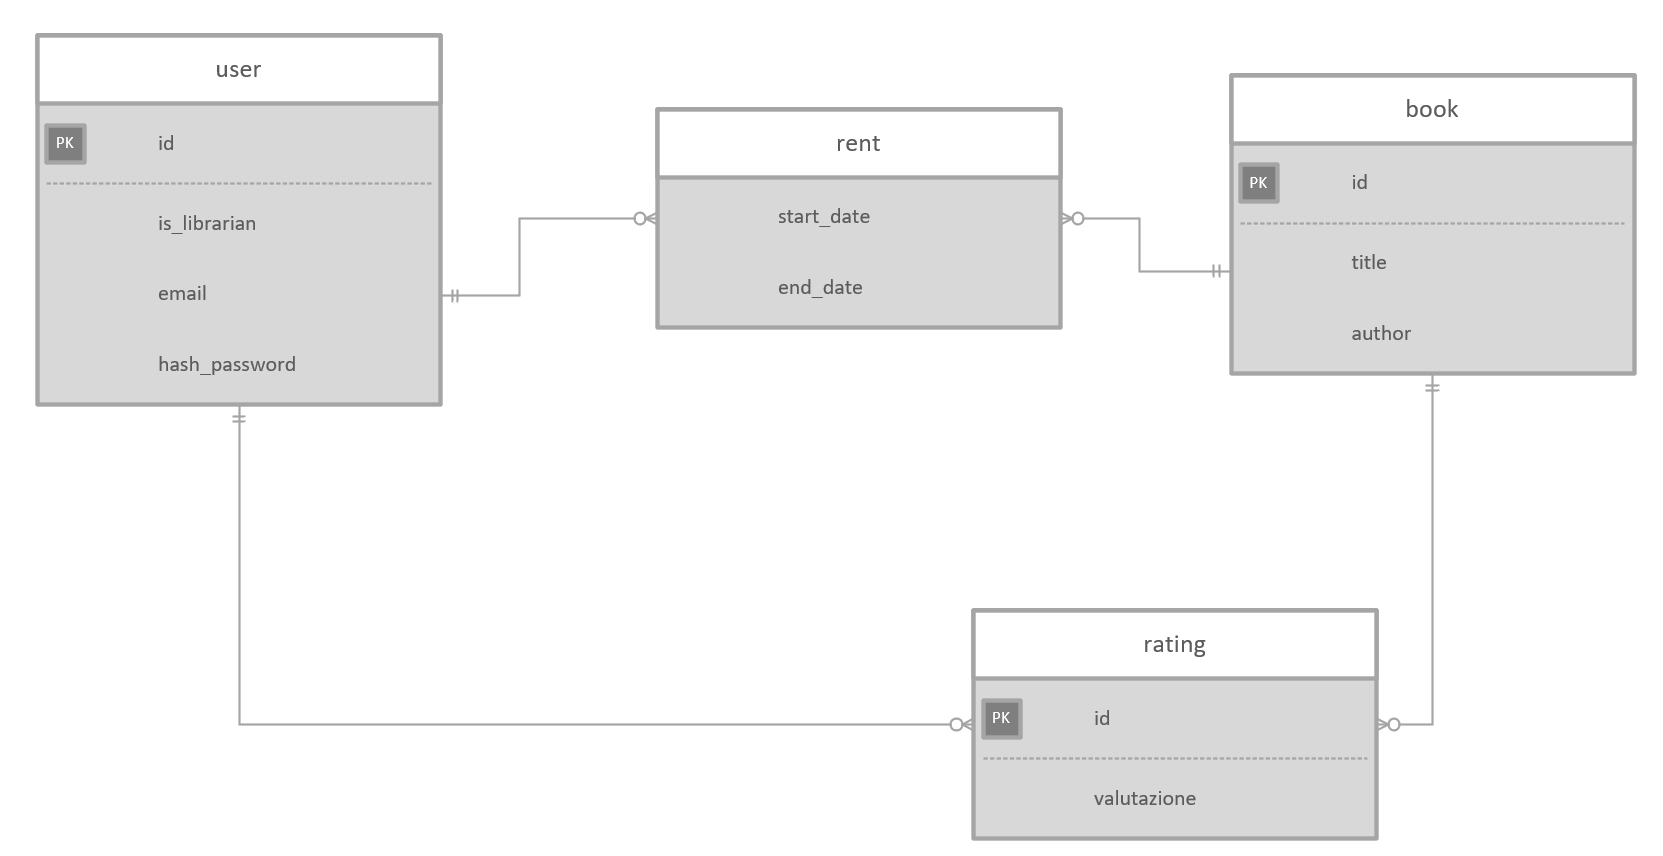 user
PK id
is_librarian
email
hash_password
rent
start_date
end_date
book
PK id
title
author
rating
PK id
valutazione